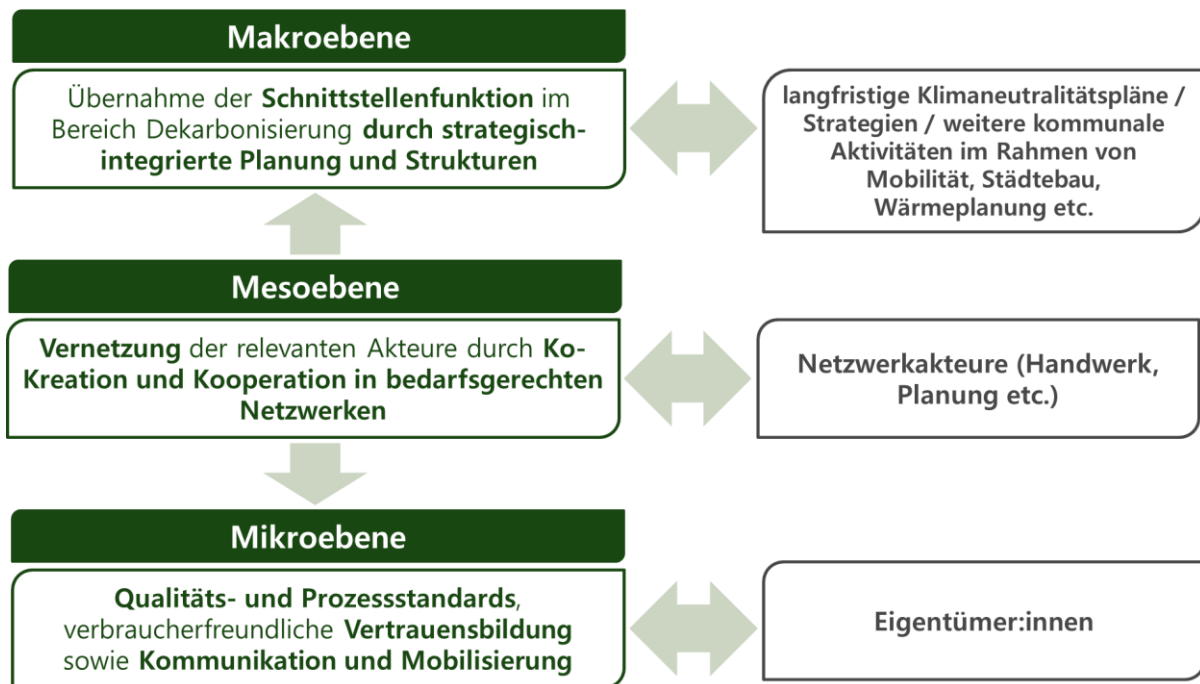 Makroebene
Übernahme der Schnittstellenfunktion im
Bereich Dekarbonisierung durch strategisch-
integrierte Planung und Strukturen
langfristige Klimaneutralitätspläne /
Strategien / weitere kommunale
Aktivitäten im Rahmen von
Mobilität, Städtebau,
Wärmeplanung etc.
Mesoebene
Vernetzung der relevanten Akteure durch Ko-
Kreation und Kooperation in bedarfsgerechten
Netzwerken
Netzwerkakteure (Handwerk,
Planung etc.)
Mikroebene
Qualitäts- und Prozessstandards,
verbraucherfreundliche Vertrauensbildung
sowie Kommunikation und Mobilisierung
Eigentümer:innen